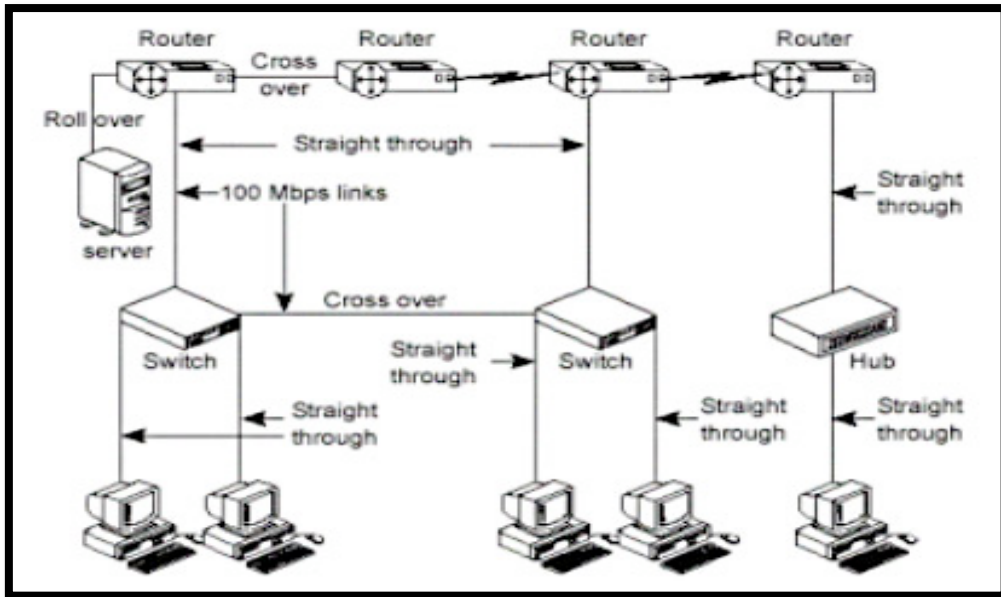 Router
Router
Router
Router
Cross
over
Roll over
Straight through
100 Mbps links
Straight
through
server
Cross over
Switch
Straight
through
Switch
Hub
Straight
through
Straight
through
Straight
through